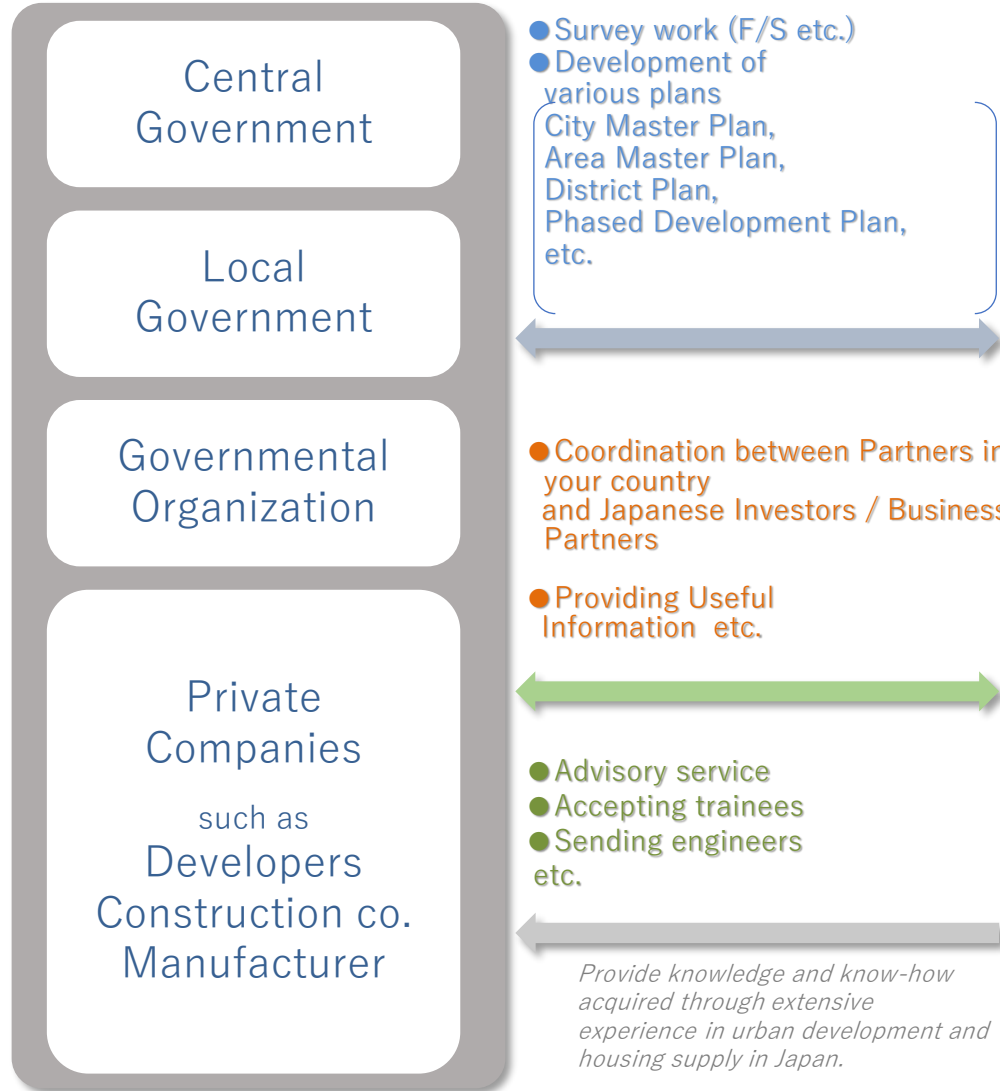 Central
Government
Local
Government
Governmental
Organization
Private
Companies
such as
Developers
Construction co.
Manufacturer
●Survey work (F/S etc.)
●Development of
various plans
City Master Plan,
Area Master Plan,
District Plan,
Phased Development Plan,
etc.
●Coordination between Partners in
your country
and Japanese Investors / Business
Partners
●Providing Useful
Information etc.
●Advisory service
●Accepting trainees
●Sending engineers
etc.
Provide knowledge and know-how
acquired through extensive
experience in urban development and
housing supply in Japan.